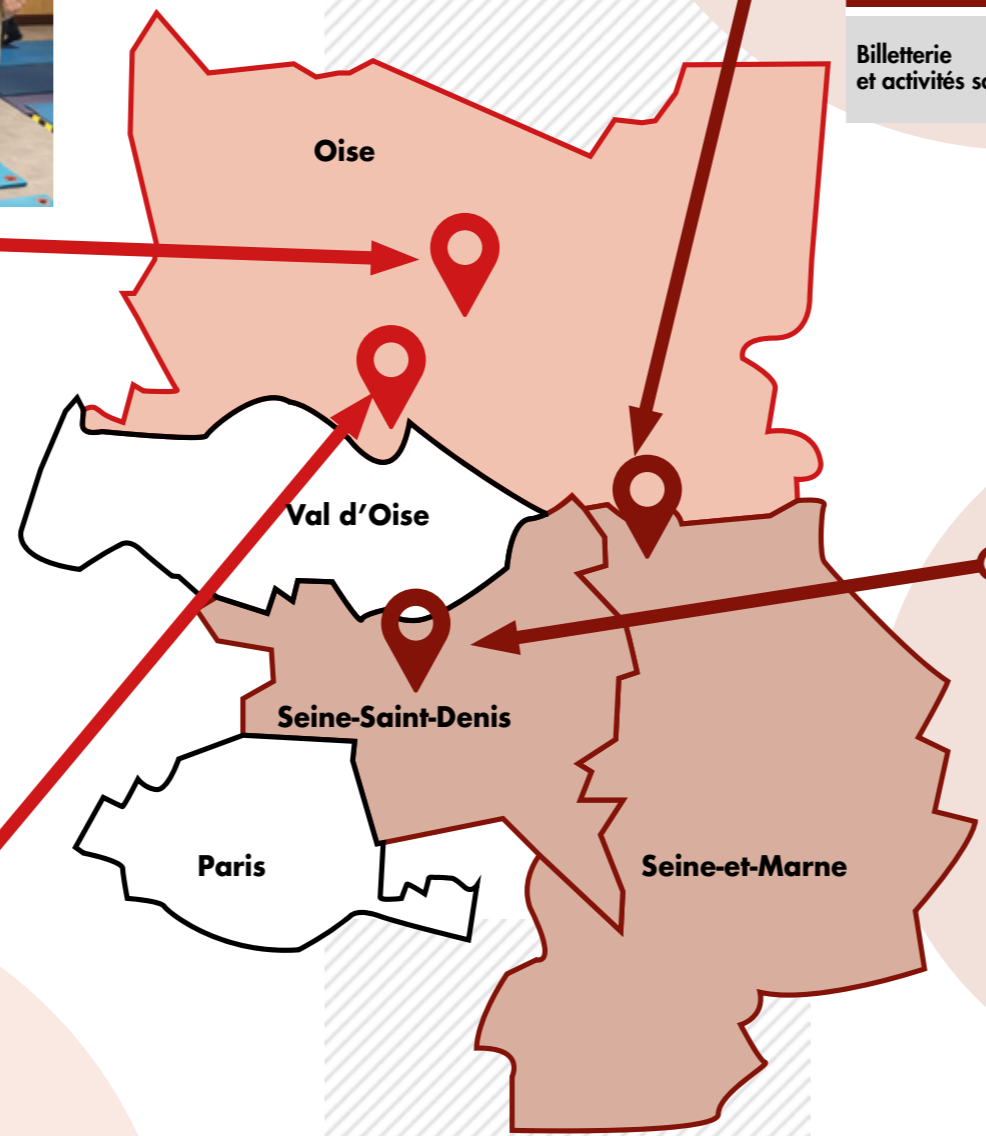 Billetterie
et activités
Oise
Val d'Oise
Seine-Saint-Denis
Paris
Seine-et-Marne